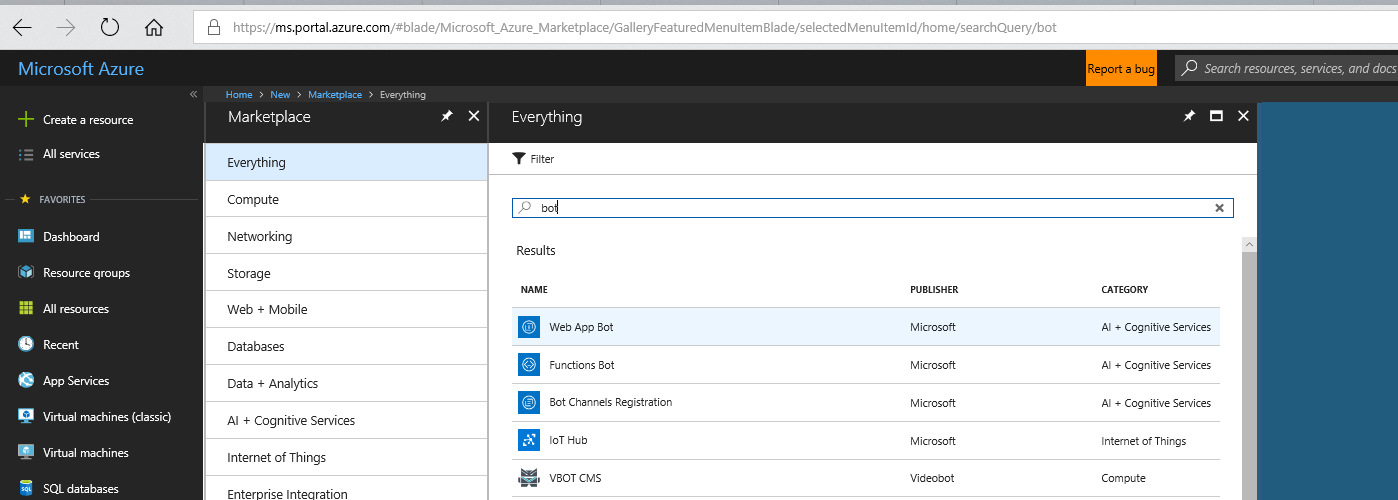 https://ms.portal.azure.com/#blade/Microsoft_Azure_Marketplace/GalleryFeaturedMenuItemBlade/selectedMenuItemId/home/searchQuery/bot
Microsoft Azure
Report a bug
Search resources, services, and docs
Home > New > Marketplace > Everything
Create a resource
All services
FAVORITES
Dashboard
Resource groups
All resources
Recent
App Services
Virtual machines (classic)
Virtual machines
SQL databases
Marketplace
Everything
Compute
Networking
Storage
Web + Mobile
Databases
Data + Analytics
AI + Cognitive Services
Internet of Things
Enterprise Integration
Everything
Filter
bot
Results
NAME PUBLISHER CATEGORY
Web App Bot Microsoft AI + Cognitive Services
Functions Bot Microsoft AI + Cognitive Services
Bot Channels Registration Microsoft AI + Cognitive Services
IoT Hub Microsoft Internet of Things
VBOT CMS Videobot Compute